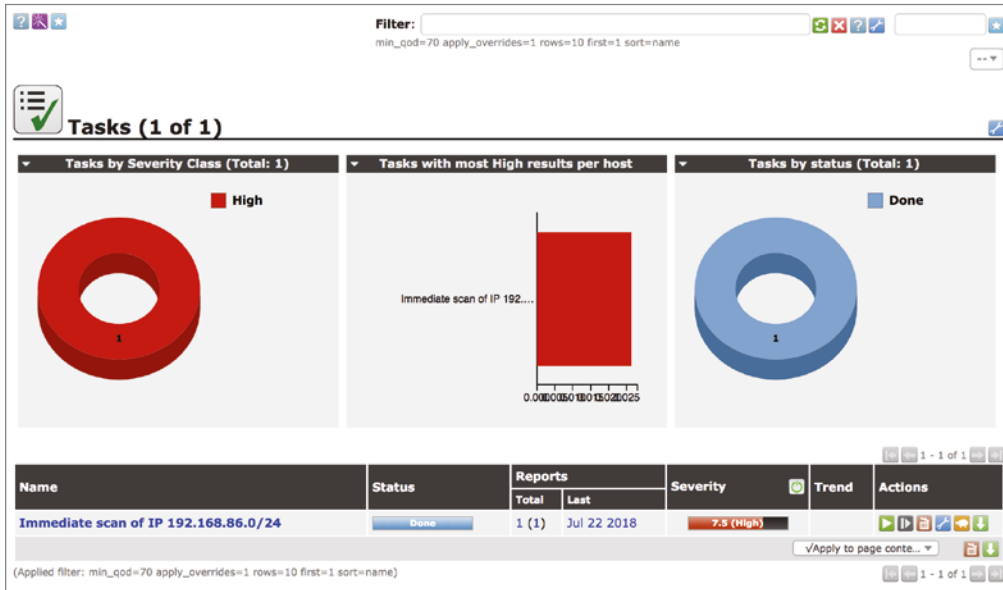 Filter:
min_qod=70 apply_overrides=1 rows=10 first=1 sort=name
--
Tasks (1 of 1)
Tasks by Severity Class (Total: 1)
High
1
Tasks with most High results per host
Immediate scan of IP 192....
Tasks by status (Total: 1)
Done
1
1 - 1 of 1
Name Status Reports Severity Trend Actions
Total Last
Immediate scan of IP 192.168.86.0/24 Done 1 (1) Jul 22 2018 7.5 (High)
√Apply to page conte...
(Applied filter: min_qod=70 apply_overrides=1 rows=10 first=1 sort=name) 1 - 1 of 1